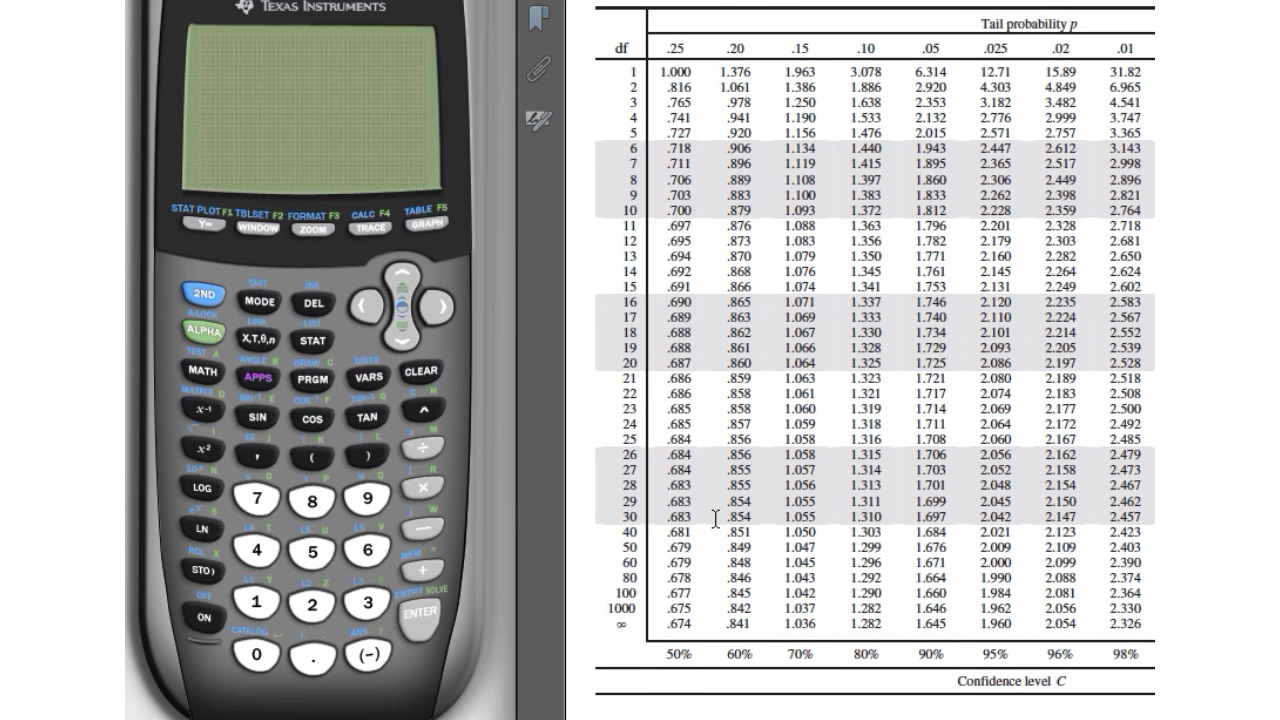 TEXAS INSTRUMENTS
STAT PLOT F1 TBLSET F2 FORMAT F3 CALC F4 TABLE F5
Y= WINDOW ZOOM TRACE GRAPH
QUIT INS
2ND MODE DEL
A-LOCK LINK LIST
ALPHA X,T,θ,n STAT
TEST A ANGLE B DRAW C DISTR
MATH APPS PRGM VARS CLEAR
MATRIX D SIN⁻¹ E COS⁻¹ F TAN⁻¹ G π H
x⁻¹ SIN COS TAN ^
√ I EE J { K } L e M
x² , ( ) ÷
LOG 7 8 9 ×
LN 4 5 6 −
RCL X L1 Y L2 Z L3 MEM "
STO› 1 2 3 +
OFF ENTRY SOLVE
ON 0 . (−) ENTER
CATALOG ANS ?
Tail probability p
df .25 .20 .15 .10 .05 .025 .02 .01
1 1.000 1.376 1.963 3.078 6.314 12.71 15.89 31.82
2 .816 1.061 1.386 1.886 2.920 4.303 4.849 6.965
3 .765 .978 1.250 1.638 2.353 3.182 3.482 4.541
4 .741 .941 1.190 1.533 2.132 2.776 2.999 3.747
5 .727 .920 1.156 1.476 2.015 2.571 2.757 3.365
6 .718 .906 1.134 1.440 1.943 2.447 2.612 3.143
7 .711 .896 1.119 1.415 1.895 2.365 2.517 2.998
8 .706 .889 1.108 1.397 1.860 2.306 2.449 2.896
9 .703 .883 1.100 1.383 1.833 2.262 2.398 2.821
10 .700 .879 1.093 1.372 1.812 2.228 2.359 2.764
11 .697 .876 1.088 1.363 1.796 2.201 2.328 2.718
12 .695 .873 1.083 1.356 1.782 2.179 2.303 2.681
13 .694 .870 1.079 1.350 1.771 2.160 2.282 2.650
14 .692 .868 1.076 1.345 1.761 2.145 2.264 2.624
15 .691 .866 1.074 1.341 1.753 2.131 2.249 2.602
16 .690 .865 1.071 1.337 1.746 2.120 2.235 2.583
17 .689 .863 1.069 1.333 1.740 2.110 2.224 2.567
18 .688 .862 1.067 1.330 1.734 2.101 2.214 2.552
19 .688 .861 1.066 1.328 1.729 2.093 2.205 2.539
20 .687 .860 1.064 1.325 1.725 2.086 2.197 2.528
21 .686 .859 1.063 1.323 1.721 2.080 2.189 2.518
22 .686 .858 1.061 1.321 1.717 2.074 2.183 2.508
23 .685 .858 1.060 1.319 1.714 2.069 2.177 2.500
24 .685 .857 1.059 1.318 1.711 2.064 2.172 2.492
25 .684 .856 1.058 1.316 1.708 2.060 2.167 2.485
26 .684 .856 1.058 1.315 1.706 2.056 2.162 2.479
27 .684 .855 1.057 1.314 1.703 2.052 2.158 2.473
28 .683 .855 1.056 1.313 1.701 2.048 2.154 2.467
29 .683 .854 1.055 1.311 1.699 2.045 2.150 2.462
30 .683 .854 1.055 1.310 1.697 2.042 2.147 2.457
40 .681 .851 1.050 1.303 1.684 2.021 2.123 2.423
50 .679 .849 1.047 1.299 1.676 2.009 2.109 2.403
60 .679 .848 1.045 1.296 1.671 2.000 2.099 2.390
80 .678 .846 1.043 1.292 1.664 1.990 2.088 2.374
100 .677 .845 1.042 1.290 1.660 1.984 2.081 2.364
1000 .675 .842 1.037 1.282 1.646 1.962 2.056 2.330
∞ .674 .841 1.036 1.282 1.645 1.960 2.054 2.326
50% 60% 70% 80% 90% 95% 96% 98%
Confidence level C